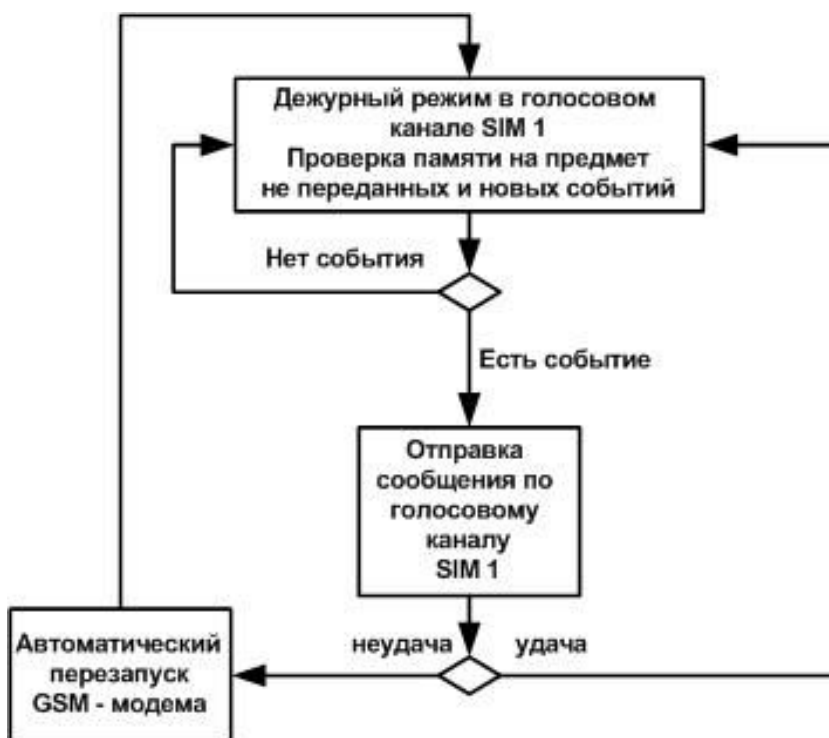 Дежурный режим в голосовом
канале SIM 1
Проверка памяти на предмет
не переданных и новых событий
Нет события
Есть событие
Отправка
сообщения по
голосовому
каналу
SIM 1
неудача
удача
Автоматический
перезапуск
GSM - модема